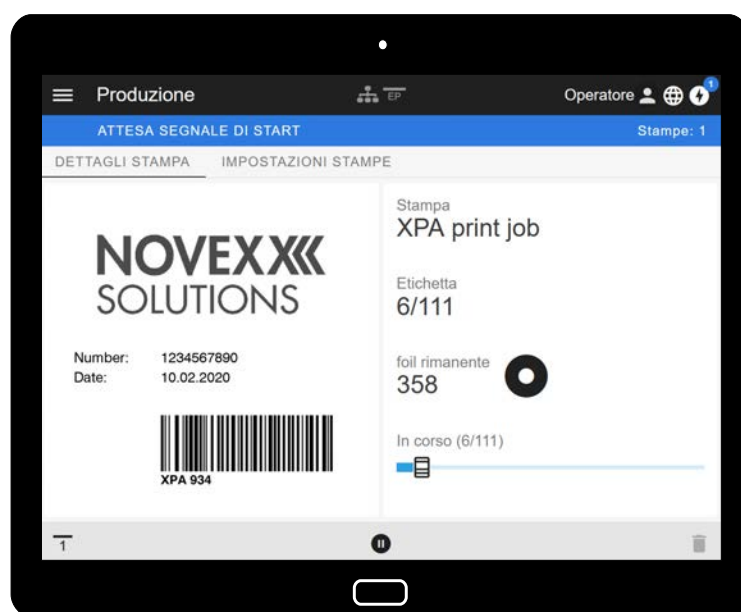 Produzione
EP
Operatore
1
ATTESA SEGNALE DI START
Stampe: 1
DETTAGLI STAMPA
IMPOSTAZIONI STAMPE
NOVEXX
SOLUTIONS
Number: 1234567890
Date: 10.02.2020
XPA 934
Stampa
XPA print job
Etichetta
6/111
foil rimanente
358
In corso (6/111)
1